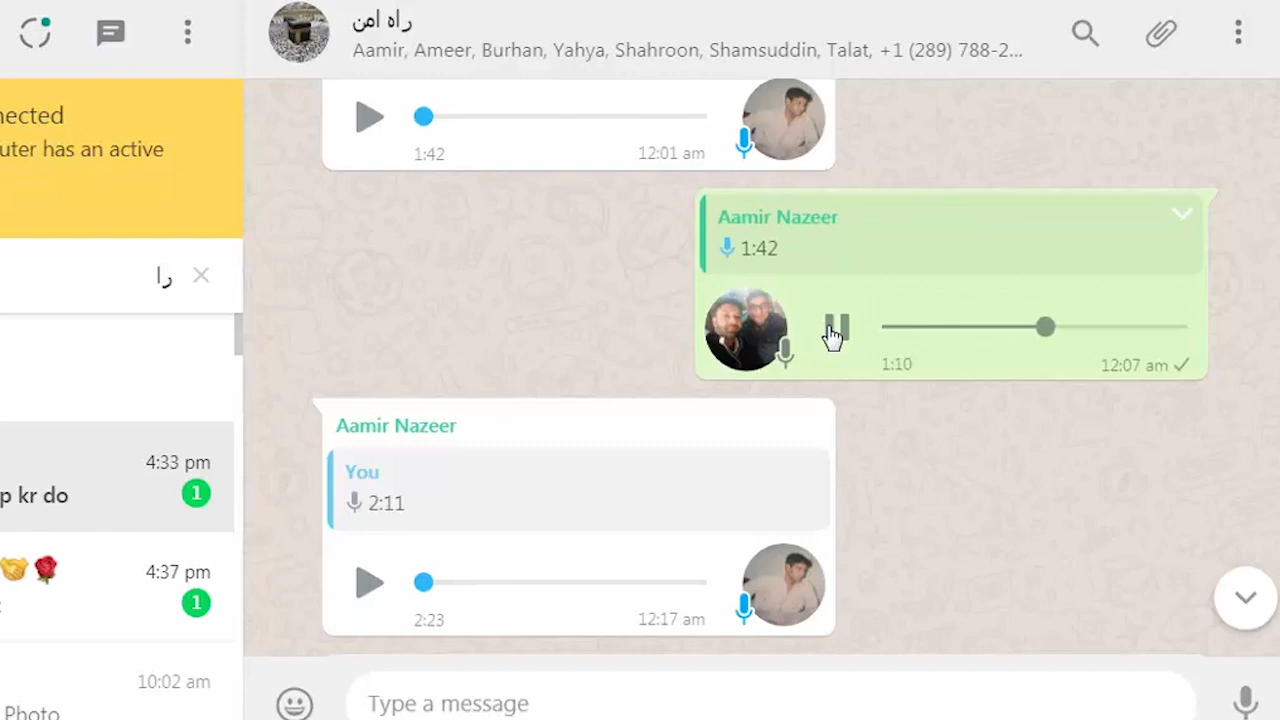 راہ امن
Aamir, Ameer, Burhan, Yahya, Shahroon, Shamsuddin, Talat, +1 (289) 788-2...
nected
uter has an active
را
4:33 pm
p kr do
1
4:37 pm
1
10:02 am
Photo
1:42
12:01 am
Aamir Nazeer
1:42
1:10
12:07 am
Aamir Nazeer
You
2:11
2:23
12:17 am
Type a message